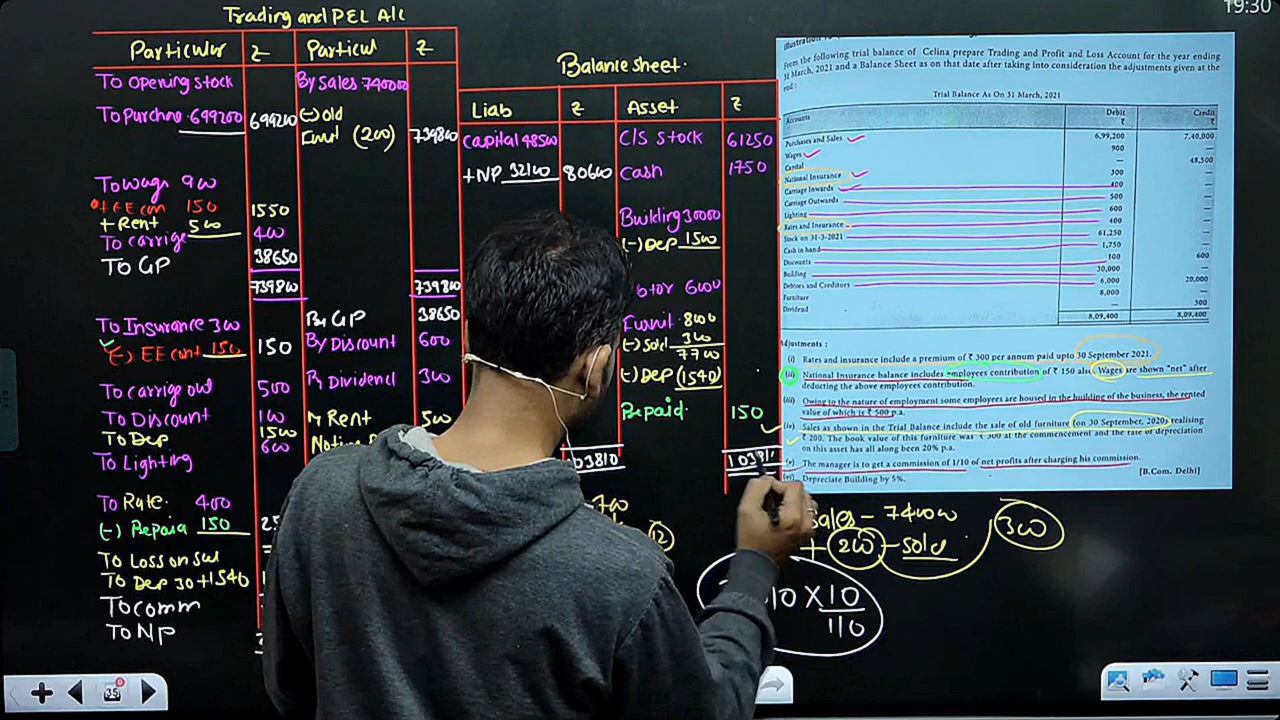 19:30
Trading and P&L A/C
Particular ₹ Particul ₹
To opening stock By Sales 740000
To Purchase 699200 699200 (-) old
Furnit (200) 739800
To wage 900
+ EE con 150 1550
+ Rent 500
To carrige 400
To GP 38650
739800 739800
To Insurance 300 By GP 38650
(-) EE cont 150 150 By Discount 600
To carriage out 500 By Dividend 300
To Discount 100 By Rent 500
To Dep 1500
To Lighting 600
To Rate 400
(-) Prepaid 150
To Loss on sale
To Dep 30+1540
To comm
To NP
Balance sheet
Liab ₹ Asset ₹
capital 48500 C/S stock 61250
+NP 32100 80600 cash 1750
Building 30000
(-) Dep 1500
6000
Furnit 8000
(-) Sold 300
7700
(-) Dep (1540)
Prepaid 150
Illustration
From the following trial balance of Celina prepare Trading and Profit and Loss Account for the year ending
31 March, 2021 and a Balance Sheet as on that date after taking into consideration the adjustments given at the
end :
Trial Balance As On 31 March, 2021
Accounts Debit Credit
₹ ₹
Purchases and Sales 6,99,200 7,40,000
Wages 900 —
Capital — 48,500
National Insurance 300 —
Carriage Inwards 400 —
Carriage Outwards 500 —
Lighting 600 —
Rates and Insurance 400 —
Stock on 31-3-2021 61,250 —
Cash in hand 1,750 —
Discounts 100 600
Building 30,000 —
Debtors and Creditors 6,000 20,000
Furniture 8,000 —
Dividend — 300
8,09,400 8,09,400
Adjustments :
(i) Rates and insurance include a premium of ₹ 300 per annum paid upto 30 September 2021.
(ii) National Insurance balance includes employees contribution of ₹ 150 also Wages are shown "net" after
deducting the above employees contribution.
(iii) Owing to the nature of employment some employees are housed in the building of the business, the rented
value of which is ₹ 500 p.a.
(iv) Sales as shown in the Trial Balance include the sale of old furniture (on 30 September, 2020) realising
₹ 200. The book value of this furniture was ₹ 300 at the commencement and the rate of depreciation
on this asset has all along been 20% p.a.
(v) The manager is to get a commission of 1/10 of net profits after charging his commission.
(vi) Depreciate Building by 5%. [B.Com. Delhi]
Sales - 740000
+ 200 - sold 300
12
10 X 10
110
35